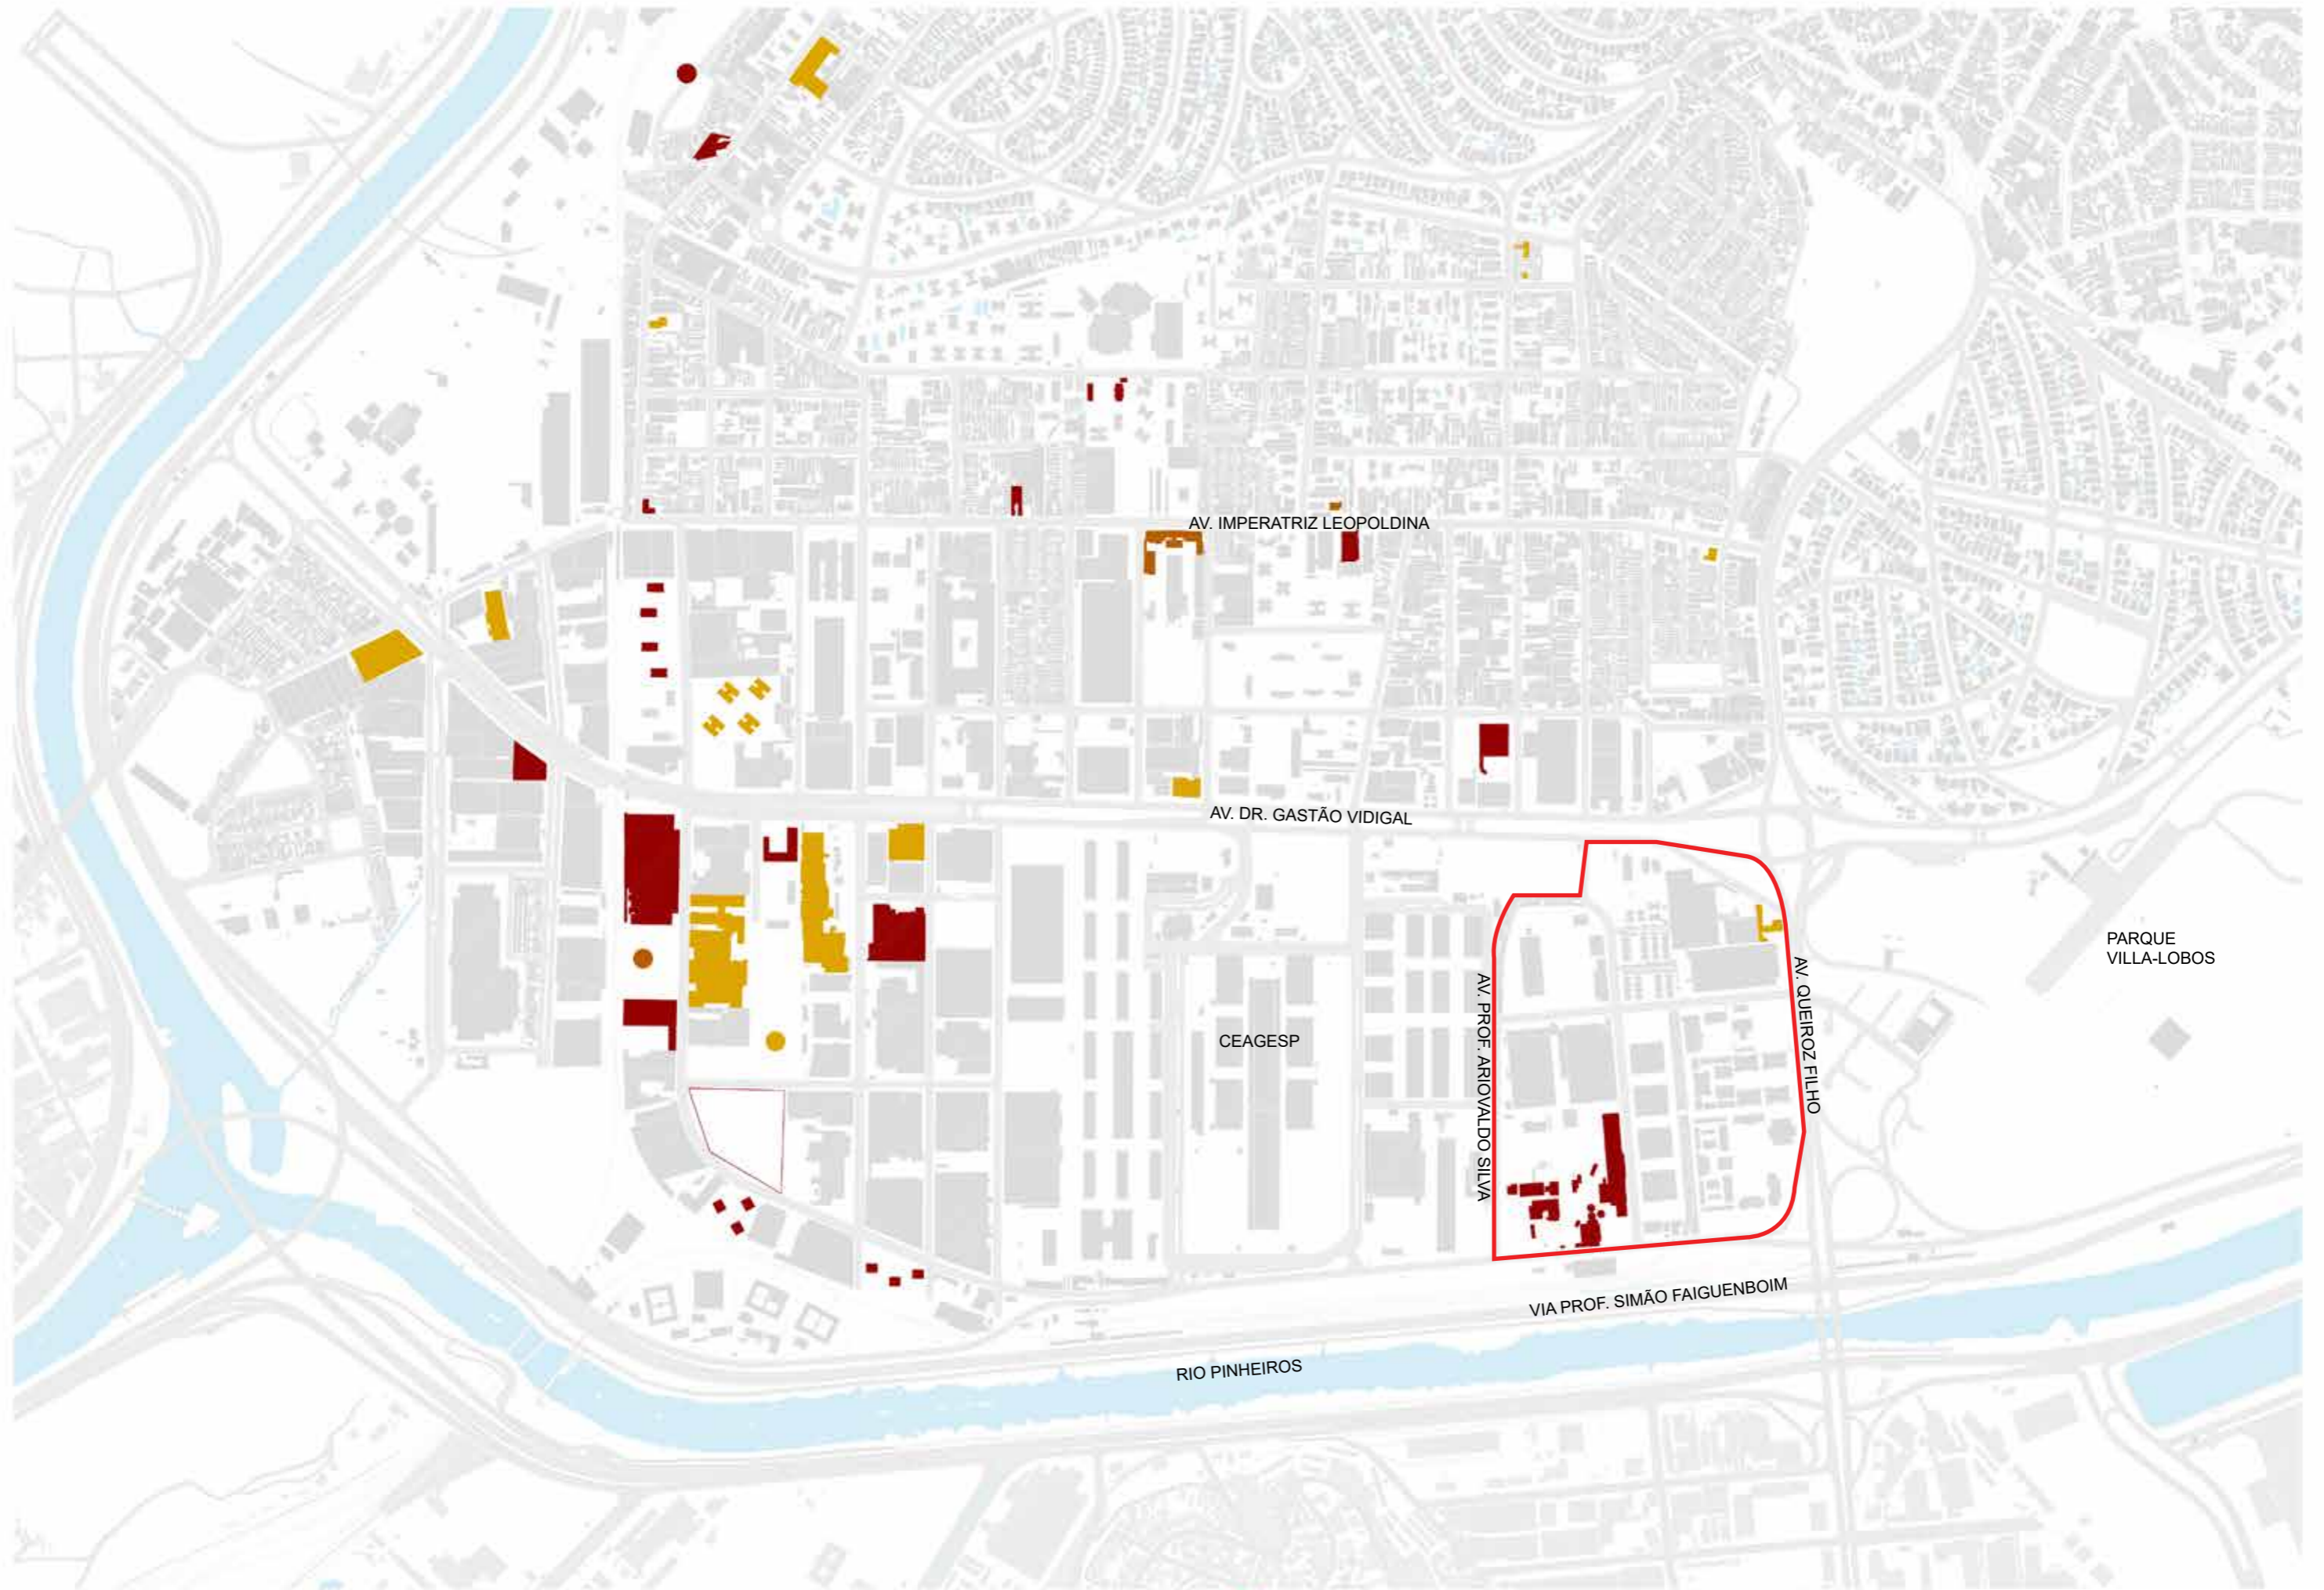 AV. IMPERATRIZ LEOPOLDINA
AV. DR. GASTÃO VIDIGAL
PARQUE
VILLA-LOBOS
AV. QUEIROZ FILHO
AV. PROF. ARIOVALDO SILVA
CEAGESP
VIA PROF. SIMÃO FAIGUENBOIM
RIO PINHEIROS